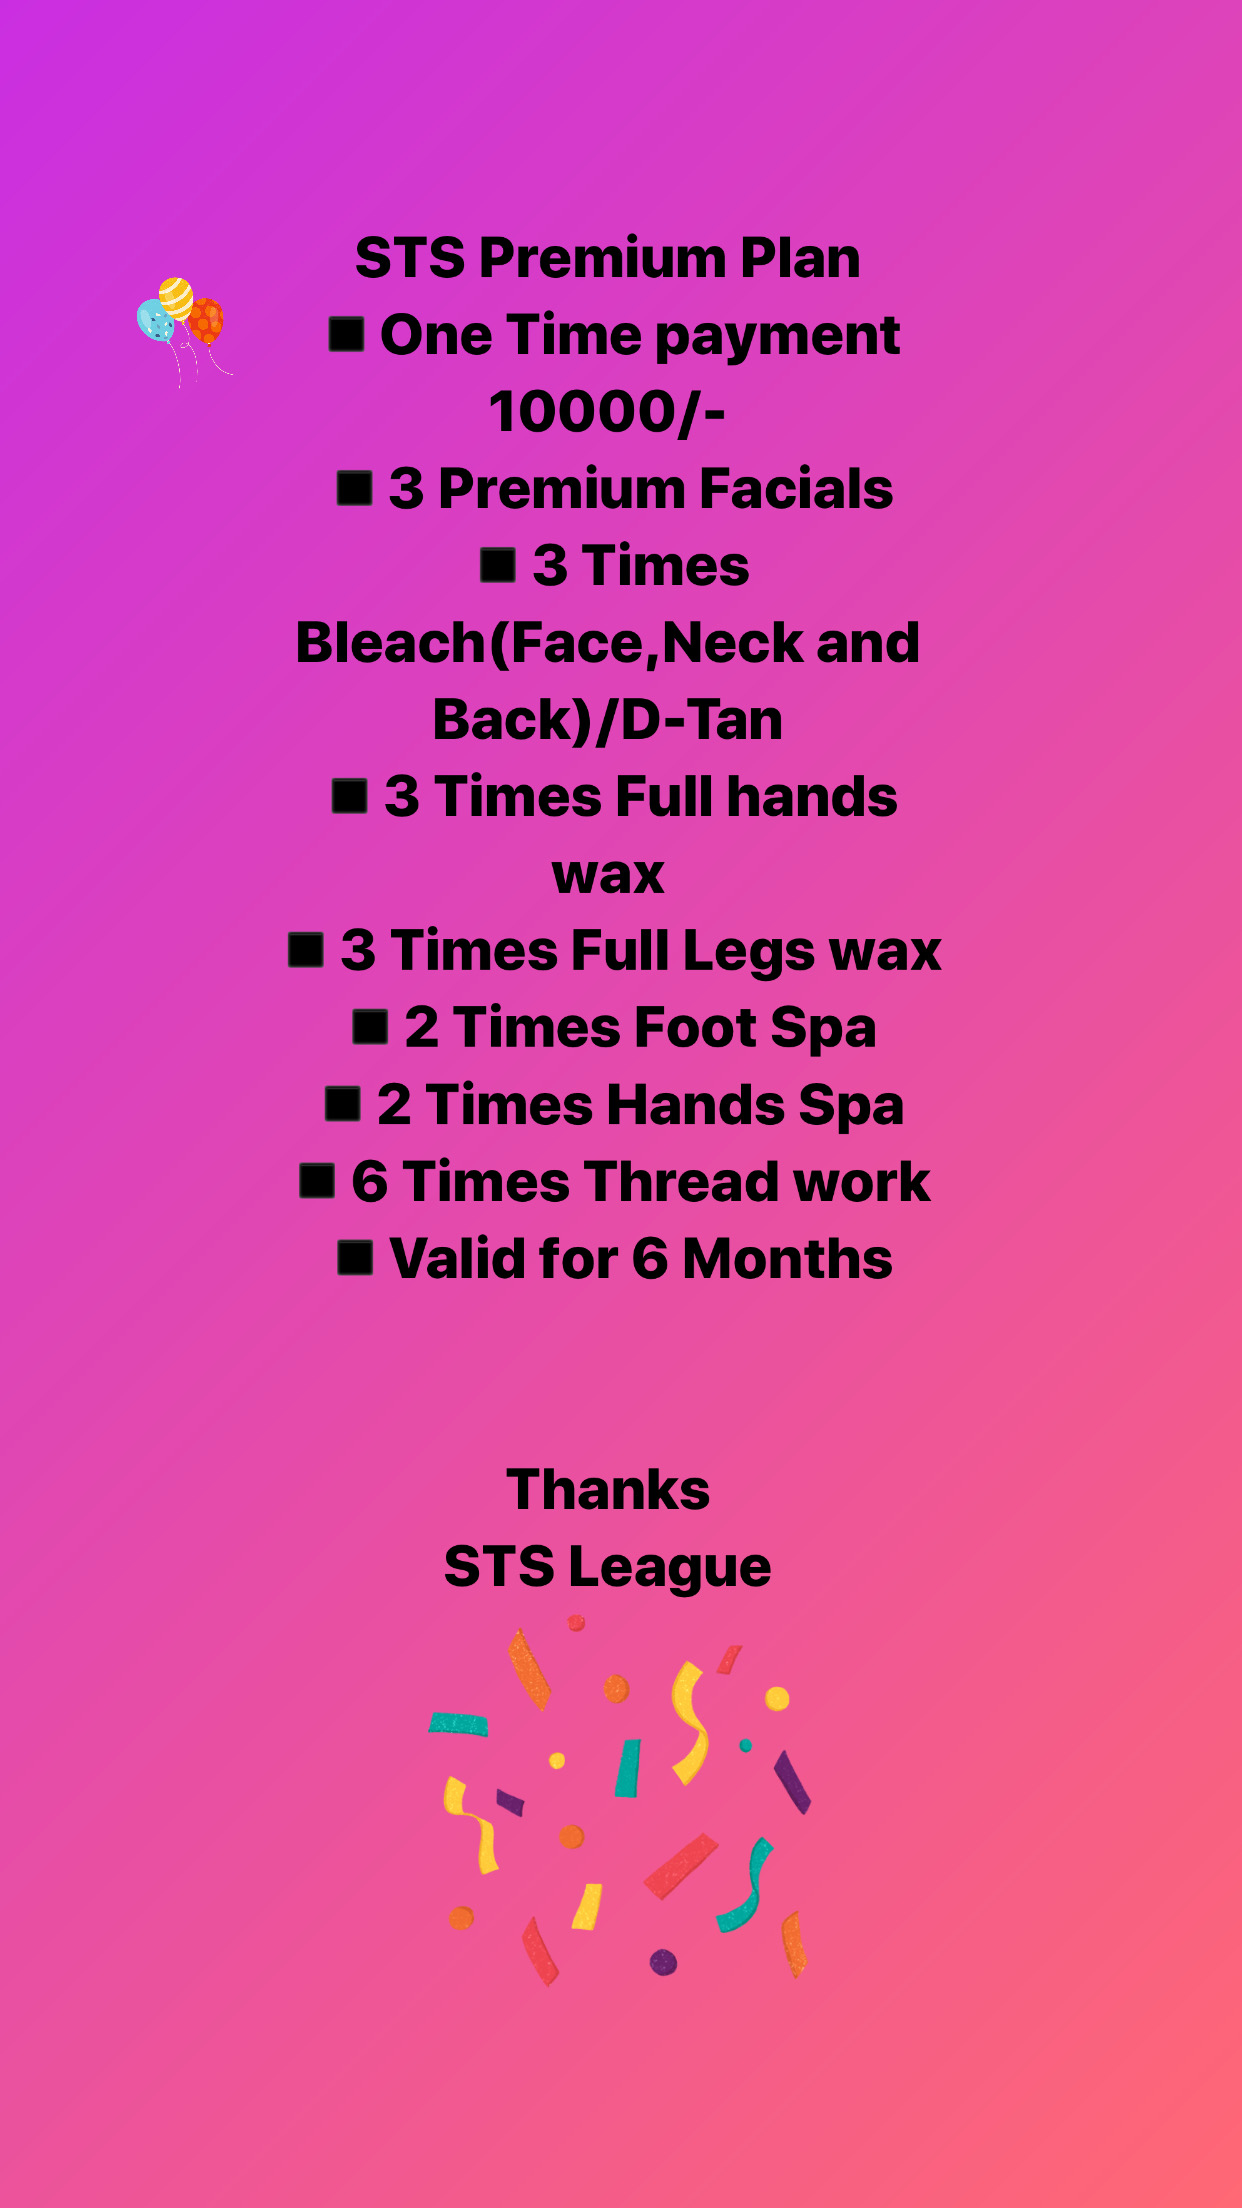 STS Premium Plan
◾ One Time payment
10000/-
◾ 3 Premium Facials
◾ 3 Times
Bleach(Face,Neck and
Back)/D-Tan
◾ 3 Times Full hands
wax
◾ 3 Times Full Legs wax
◾ 2 Times Foot Spa
◾ 2 Times Hands Spa
◾ 6 Times Thread work
◾ Valid for 6 Months
Thanks
STS League